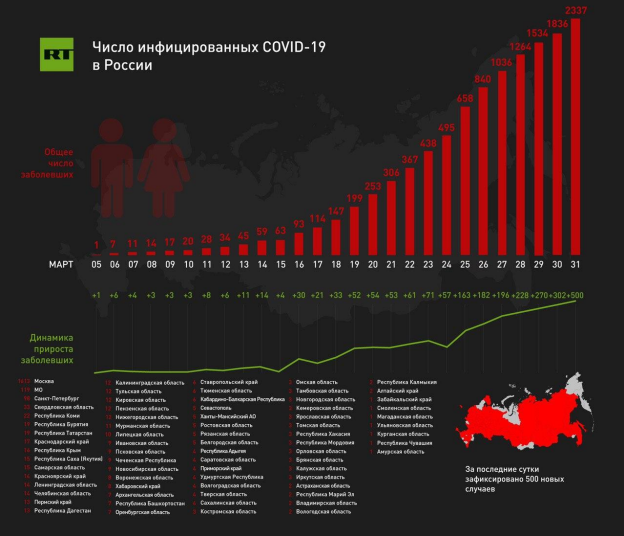 RT
Число инфицированных COVID-19
в России
Общее
число
заболевших
1 7 11 14 17 20 28 34 45 59 63 93 114 147 199 253 306 367 438 495 658 840 1036 1264 1534 1836 2337
МАРТ 05 06 07 08 09 10 11 12 13 14 15 16 17 18 19 20 21 22 23 24 25 26 27 28 29 30 31
+1 +6 +4 +3 +3 +3 +8 +6 +11 +14 +4 +30 +21 +33 +52 +54 +53 +61 +71 +57 +163 +182 +196 +228 +270 +302 +500
Динамика
прироста
заболевших
Москва
МО
Санкт-Петербург
Свердловская область
Республика Коми
Республика Бурятия
Республика Татарстан
Краснодарский край
Республика Крым
Республика Саха (Якутия)
Самарская область
Красноярский край
Ленинградская область
Челябинская область
Пермский край
Республика Дагестан
Калининградская область
Тульская область
Кировская область
Пензенская область
Нижегородская область
Мурманская область
Липецкая область
Псковская область
Чеченская Республика
Новосибирская область
Воронежская область
Хабаровский край
Архангельская область
Республика Башкортостан
Оренбургская область
Ставропольский край
Тюменская область
Кабардино-Балкарская Республика
Севастополь
Ханты-Мансийский АО
Ростовская область
Рязанская область
Белгородская область
Республика Адыгея
Саратовская область
Приморский край
Удмуртская Республика
Волгоградская область
Тверская область
Сахалинская область
Костромская область
Омская область
Тамбовская область
Новгородская область
Кемеровская область
Ярославская область
Томская область
Республика Хакасия
Республика Мордовия
Орловская область
Брянская область
Калужская область
Иркутская область
Астраханская область
Республика Марий Эл
Владимирская область
Вологодская область
Республика Калмыкия
Алтайский край
Забайкальский край
Смоленская область
Магаданская область
Ульяновская область
Курганская область
Республика Чувашия
Амурская область
За последние сутки
зафиксировано 500 новых
случаев